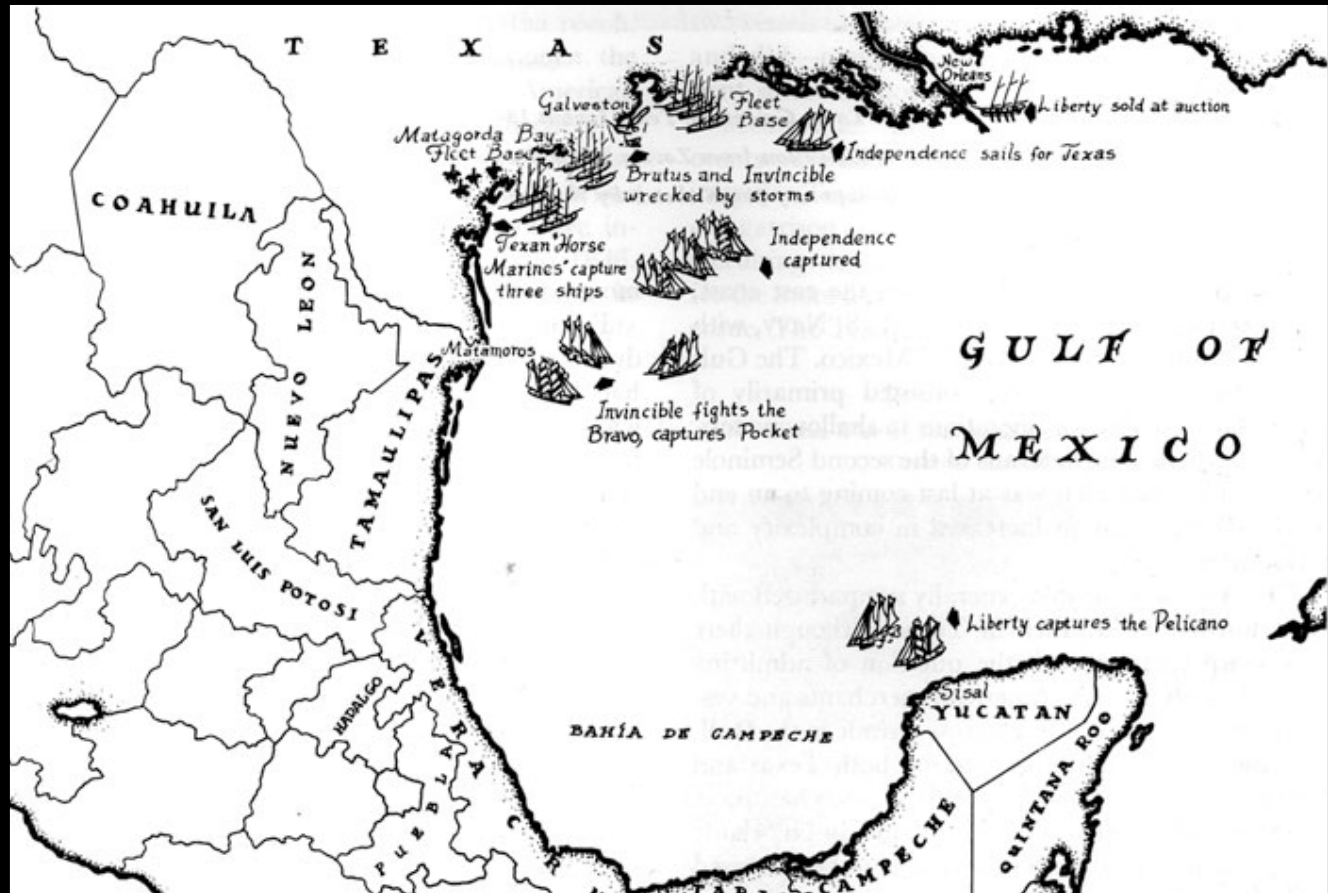 TEXAS
New
Orleans
Liberty sold at auction
Galveston
Fleet
Base
Independence sails for Texas
Matagorda Bay
Fleet Base
Brutus and Invincible
wrecked by storms
COAHUILA
Texan "Horse
Marines" capture
three ships
Independence
captured
NUEVO LEON
Matamoros
GULF OF
MEXICO
TAMAULIPAS
Invincible fights the
Bravo, captures Pocket
SAN LUIS POTOSI
Liberty captures the Pelicano
HADALGO
VERACR
Sisal
YUCATAN
BAHÍA DE CAMPECHE
QUINTANA ROO
PUEBLA
CAMPECHE